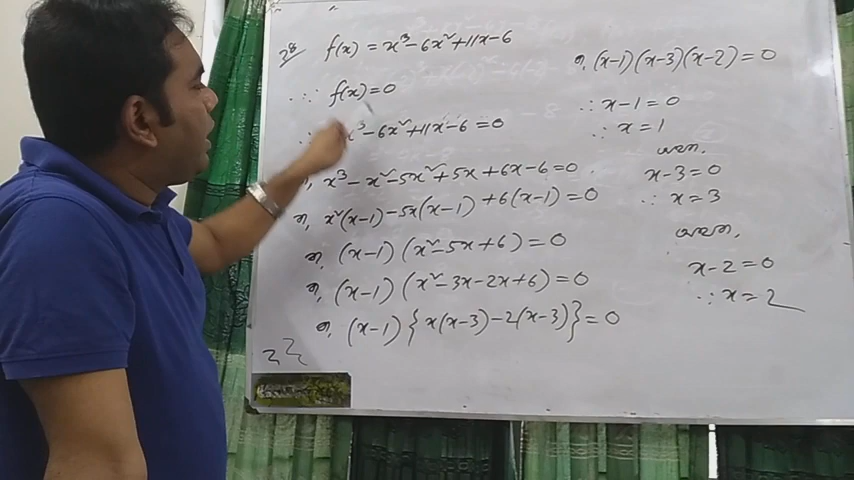 ২৪ f(x) = x³-6x²+11x-6
∴ f(x)=0
x³-6x²+11x-6=0
বা, x³-x²-5x²+5x+6x-6=0
বা, x²(x-1)-5x(x-1)+6(x-1)=0
বা, (x-1)(x²-5x+6)=0
বা, (x-1)(x²-3x-2x+6)=0
বা, (x-1){x(x-3)-2(x-3)}=0
বা, (x-1)(x-3)(x-2)=0
∴ x-1=0
∴ x=1
অথবা,
x-3=0
∴ x=3
অথবা,
x-2=0
∴ x=2